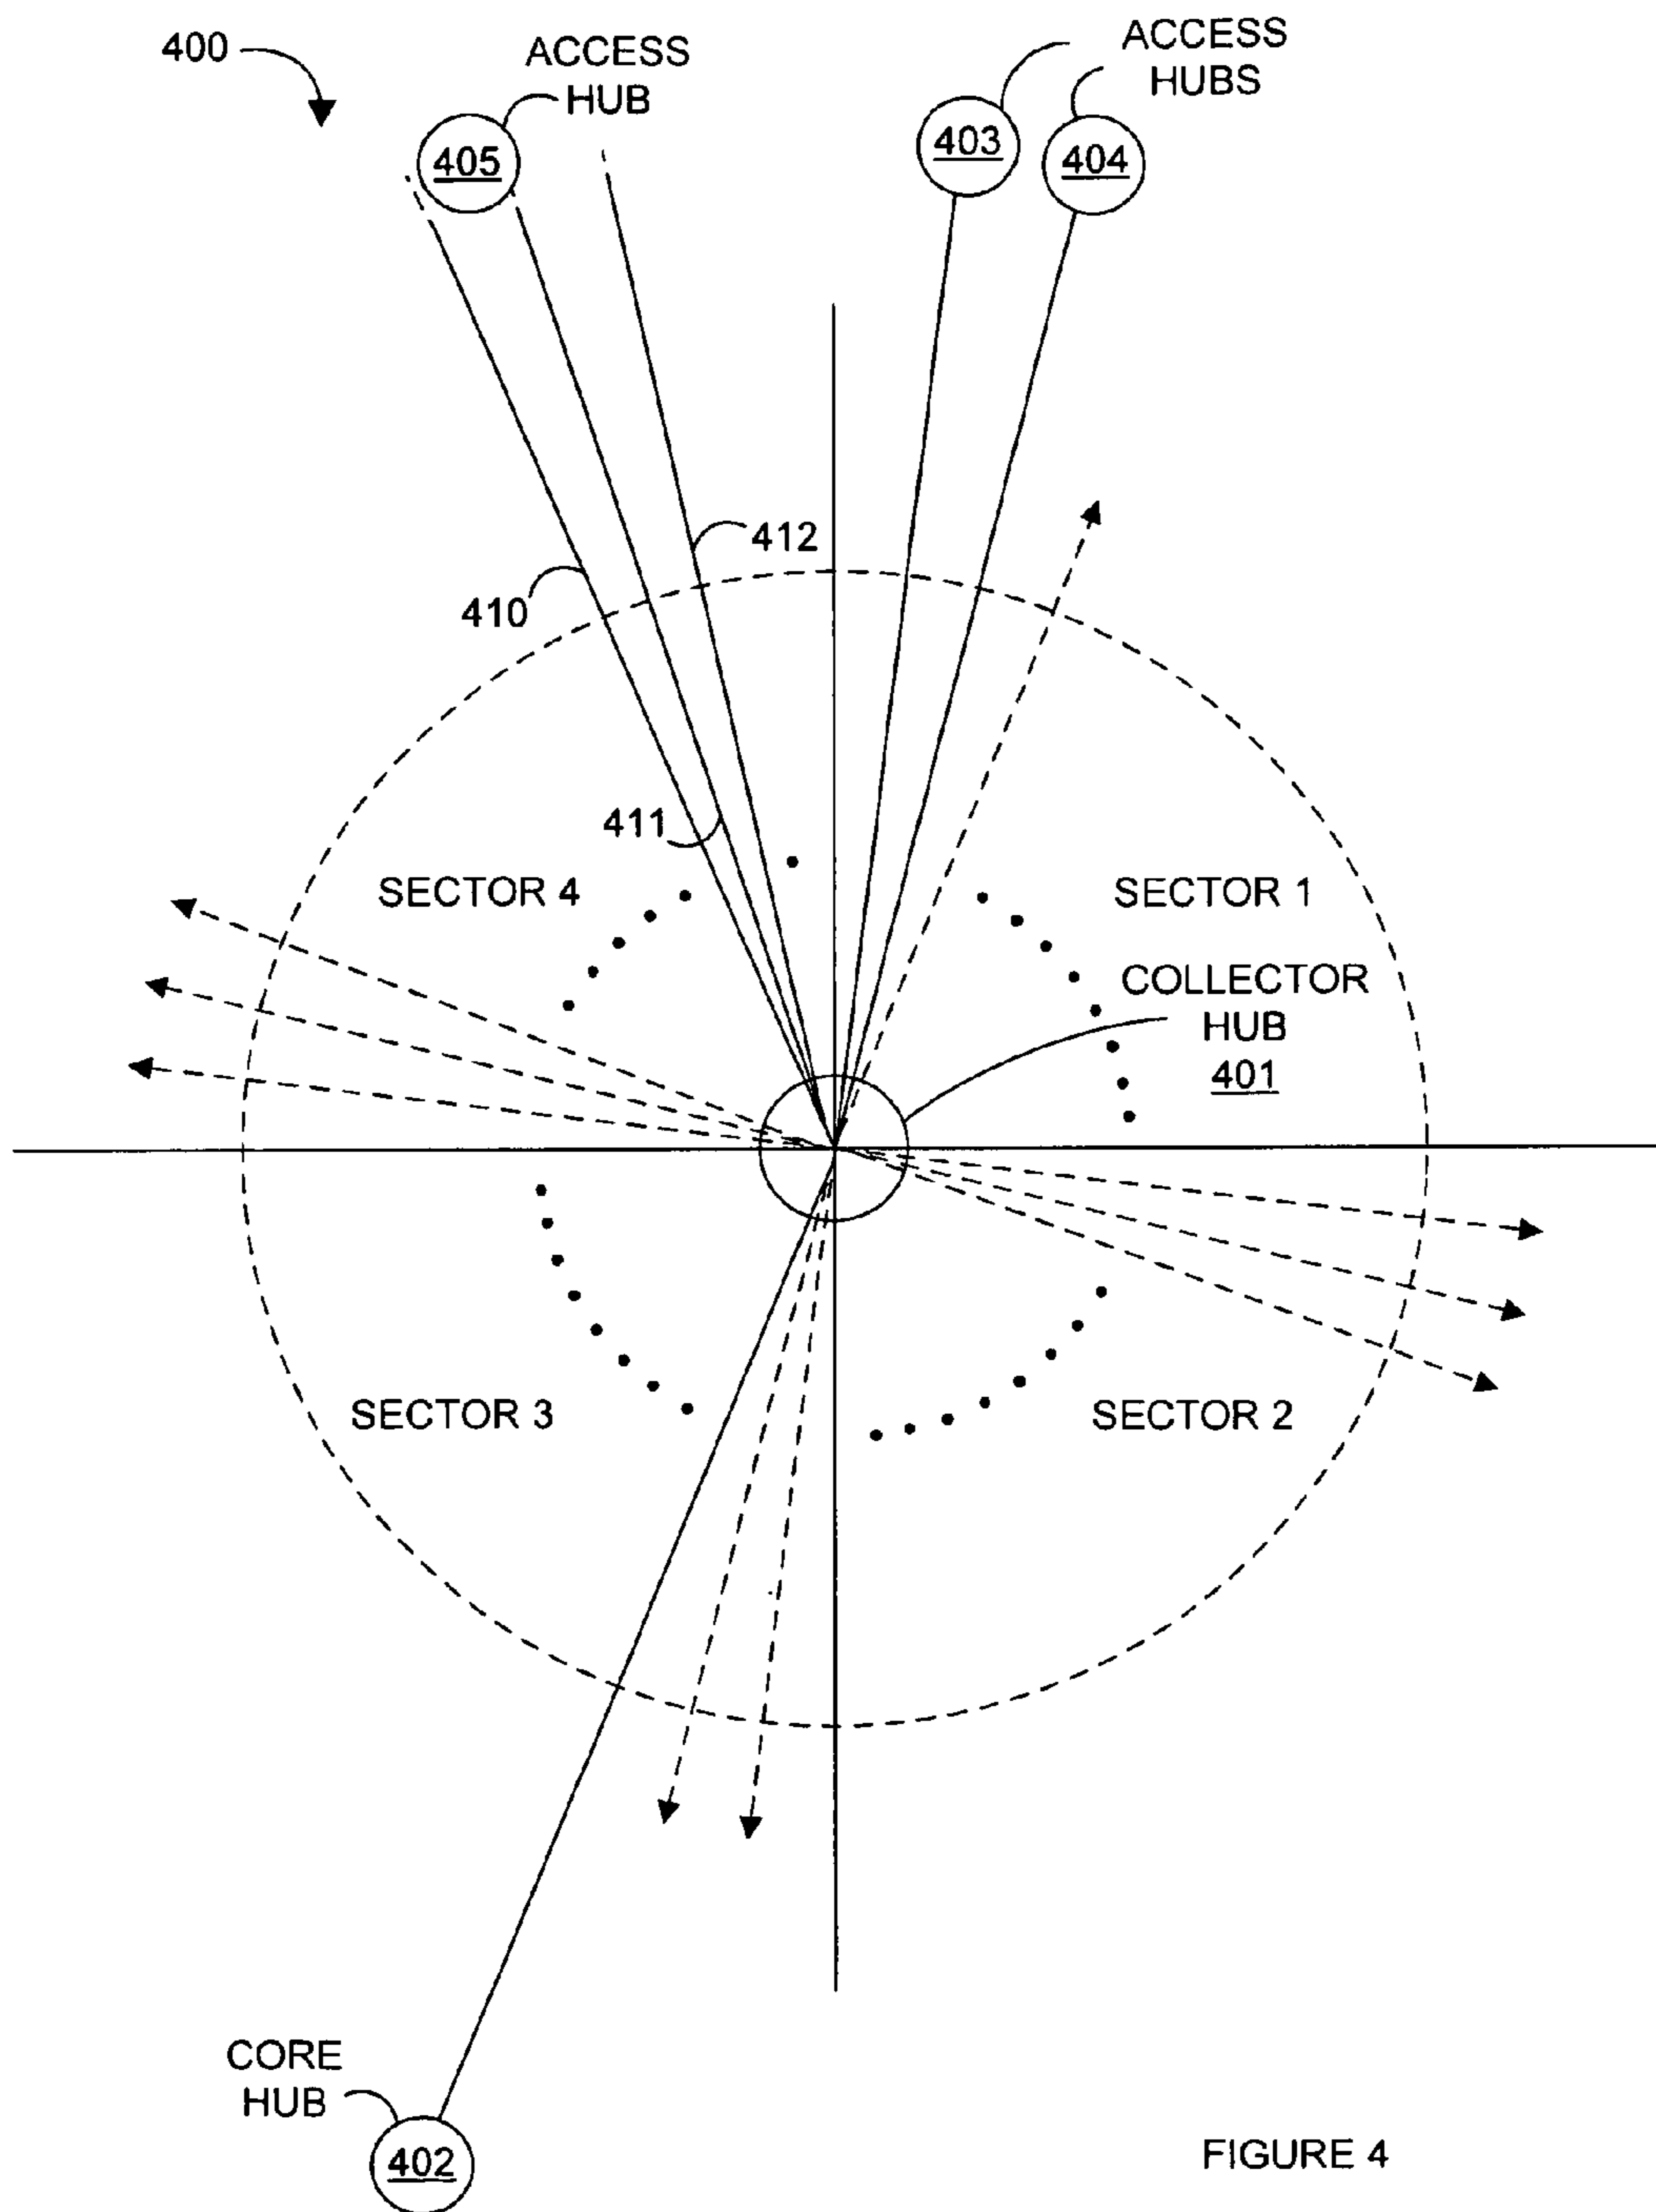 400
ACCESS
HUB
ACCESS
HUBS
405
403
404
412
410
411
SECTOR 4
SECTOR 1
COLLECTOR
HUB
401
SECTOR 3
SECTOR 2
CORE
HUB
402
FIGURE 4